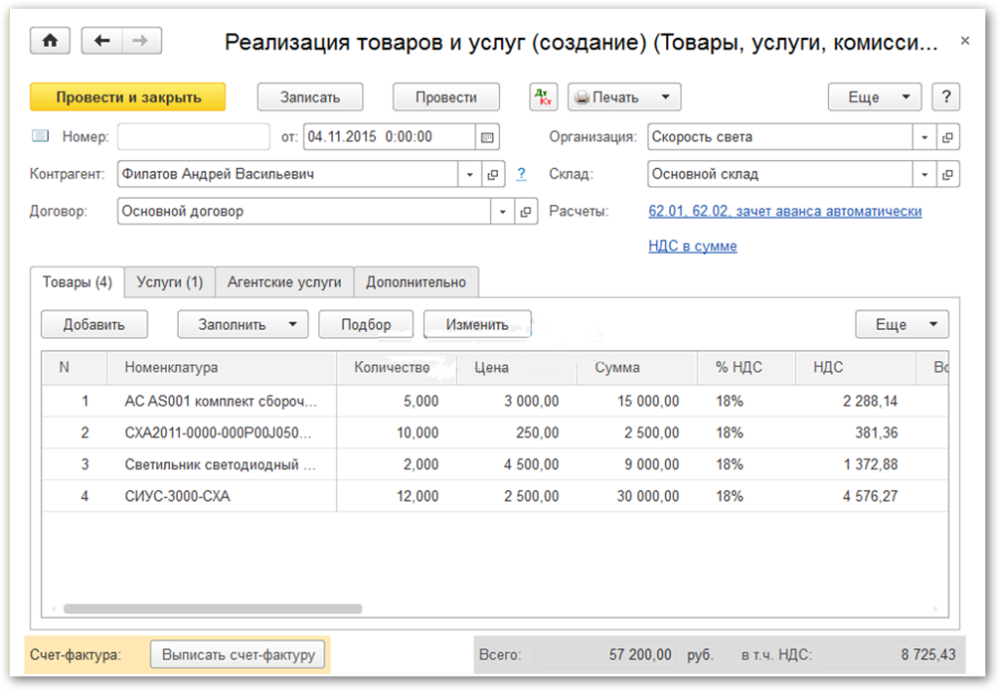 Реализация товаров и услуг (создание) (Товары, услуги, комисси...
Провести и закрыть Записать Провести Дт Кт Печать Еще ?
Номер: от: 04.11.2015 0:00:00 Организация: Скорость света
Контрагент: Филатов Андрей Васильевич ? Склад: Основной склад
Договор: Основной договор Расчеты: 62.01, 62.02, зачет аванса автоматически
НДС в сумме
Товары (4) Услуги (1) Агентские услуги Дополнительно
Добавить Заполнить Подбор Изменить Еще
N Номенклатура Количество Цена Сумма % НДС НДС Вс
1 АС AS001 комплект сбороч... 5,000 3 000,00 15 000,00 18% 2 288,14
2 СХА2011-0000-000P00J050... 10,000 250,00 2 500,00 18% 381,36
3 Светильник светодиодный ... 2,000 4 500,00 9 000,00 18% 1 372,88
4 СИУС-3000-СХА 12,000 2 500,00 30 000,00 18% 4 576,27
Счет-фактура: Выписать счет-фактуру Всего: 57 200,00 руб. в т.ч. НДС: 8 725,43